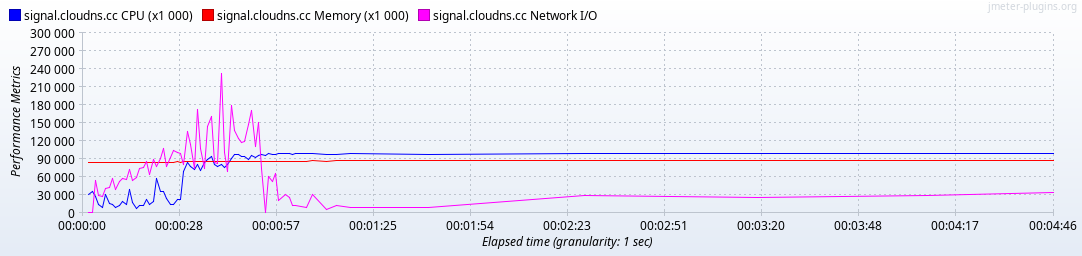 jmeter-plugins.org
signal.cloudns.cc CPU (x1 000) signal.cloudns.cc Memory (x1 000) signal.cloudns.cc Network I/O
300 000
270 000
240 000
210 000
180 000
150 000
120 000
90 000
60 000
30 000
0
Performance Metrics
00:00:00 00:00:28 00:00:57 00:01:25 00:01:54 00:02:23 00:02:51 00:03:20 00:03:48 00:04:17 00:04:46
Elapsed time (granularity: 1 sec)